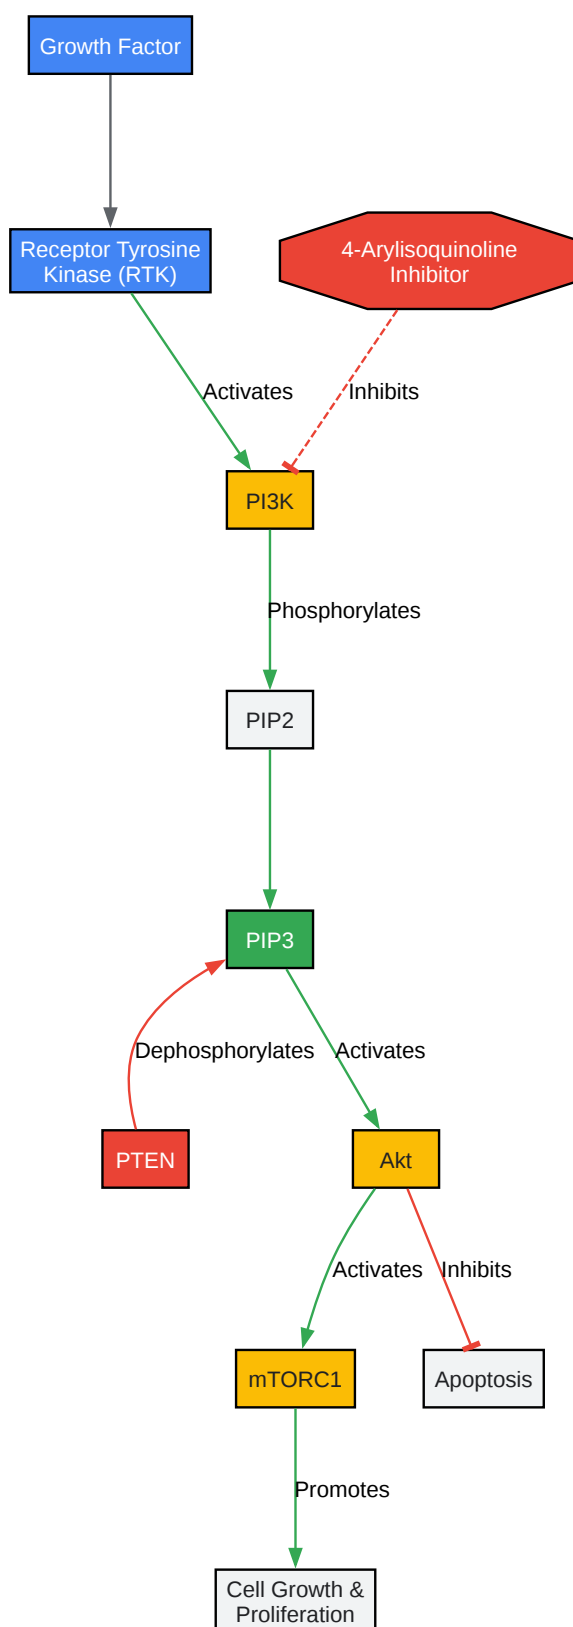 Growth Factor
Receptor Tyrosine
Kinase (RTK)
4-Arylisoquinoline
Inhibitor
Activates
Inhibits
PI3K
Phosphorylates
PIP2
PIP3
Dephosphorylates
Activates
PTEN
Akt
Activates
Inhibits
mTORC1
Apoptosis
Promotes
Cell Growth &
Proliferation